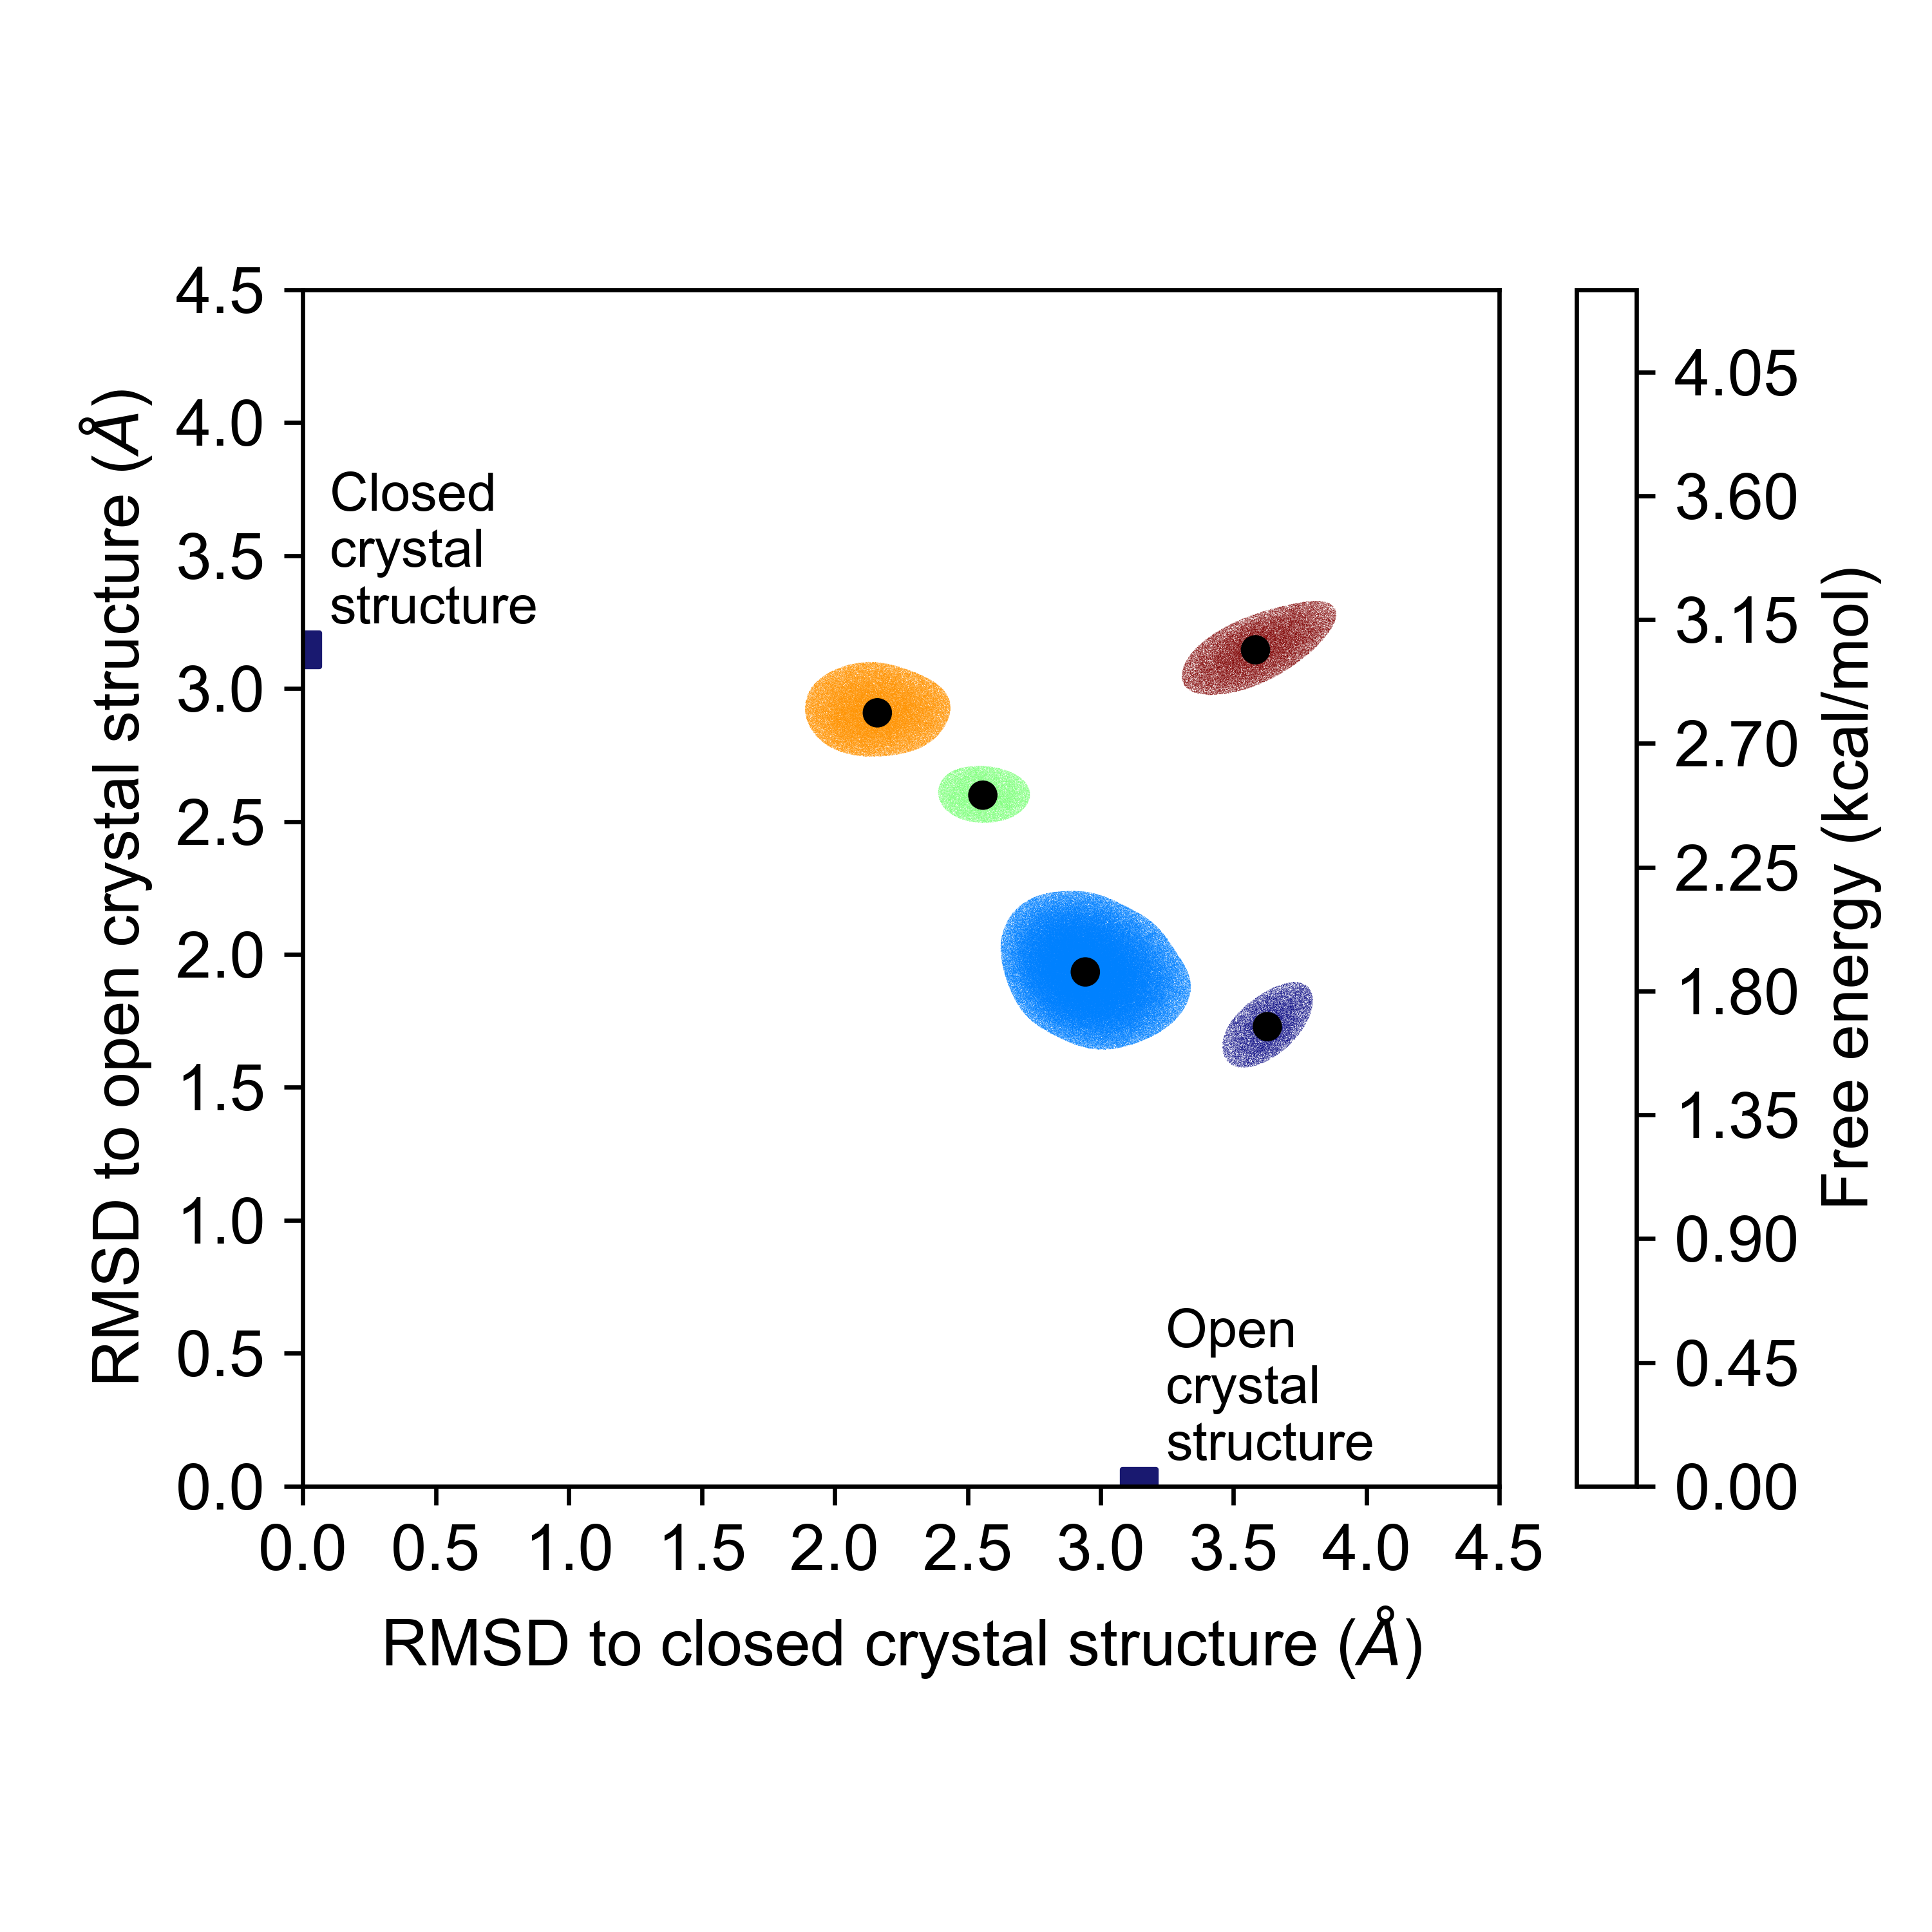 4.5
4.0
3.5
3.0
2.5
2.0
1.5
1.0
0.5
0.0
RMSD to open crystal structure (Å)
Closed
crystal
structure
Open
crystal
structure
0.0 0.5 1.0 1.5 2.0 2.5 3.0 3.5 4.0 4.5
RMSD to closed crystal structure (Å)
4.05
3.60
3.15
2.70
2.25
1.80
1.35
0.90
0.45
0.00
Free energy (kcal/mol)